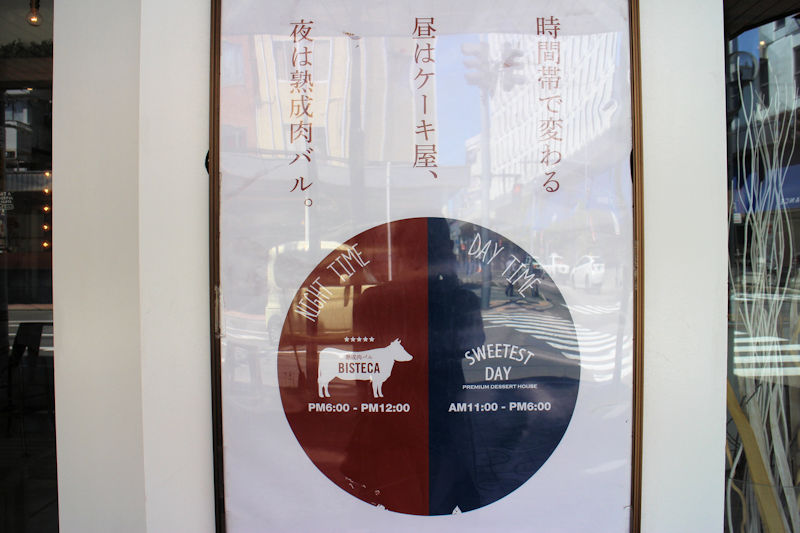 時間帯で変わる
昼はケーキ屋、
夜は熟成肉バル。
NIGHT TIME
★★★★★
熟成肉バル
BISTECA
PM6:00 - PM12:00
DAY TIME
SWEETEST
DAY
PREMIUM DESSERT HOUSE
AM11:00 - PM6:00